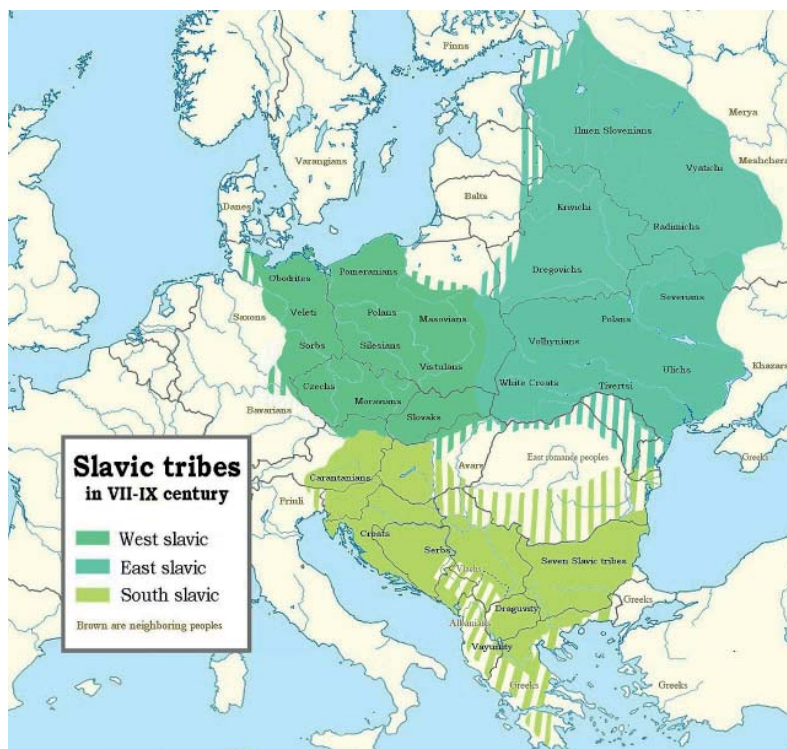 Finns
Merya
Ilmen Slovenians
Varangians
Meshchera
Vyatichi
Balts
Danes
Krivichi
Radimichs
Pomeranians
Dregovichs
Obodrites
Severians
Veleti
Polans
Masovians
Polans
Saxons
Volhynians
Sorbs
Silesians
Vistulans
Ulichs
Khazars
White Croats
Tivertsi
Czechs
Moravians
Bavarians
Slovaks
Slavic tribes
in VII-IX century
West slavic
East slavic
South slavic
Brown are neighboring peoples
Avars
East romance peoples
Greeks
Carantanians
Friuli
Croats
Serbs
Vlachs
Seven Slavic tribes
Greeks
Draguvity
Albanians
Vayunity
Greeks
Greeks